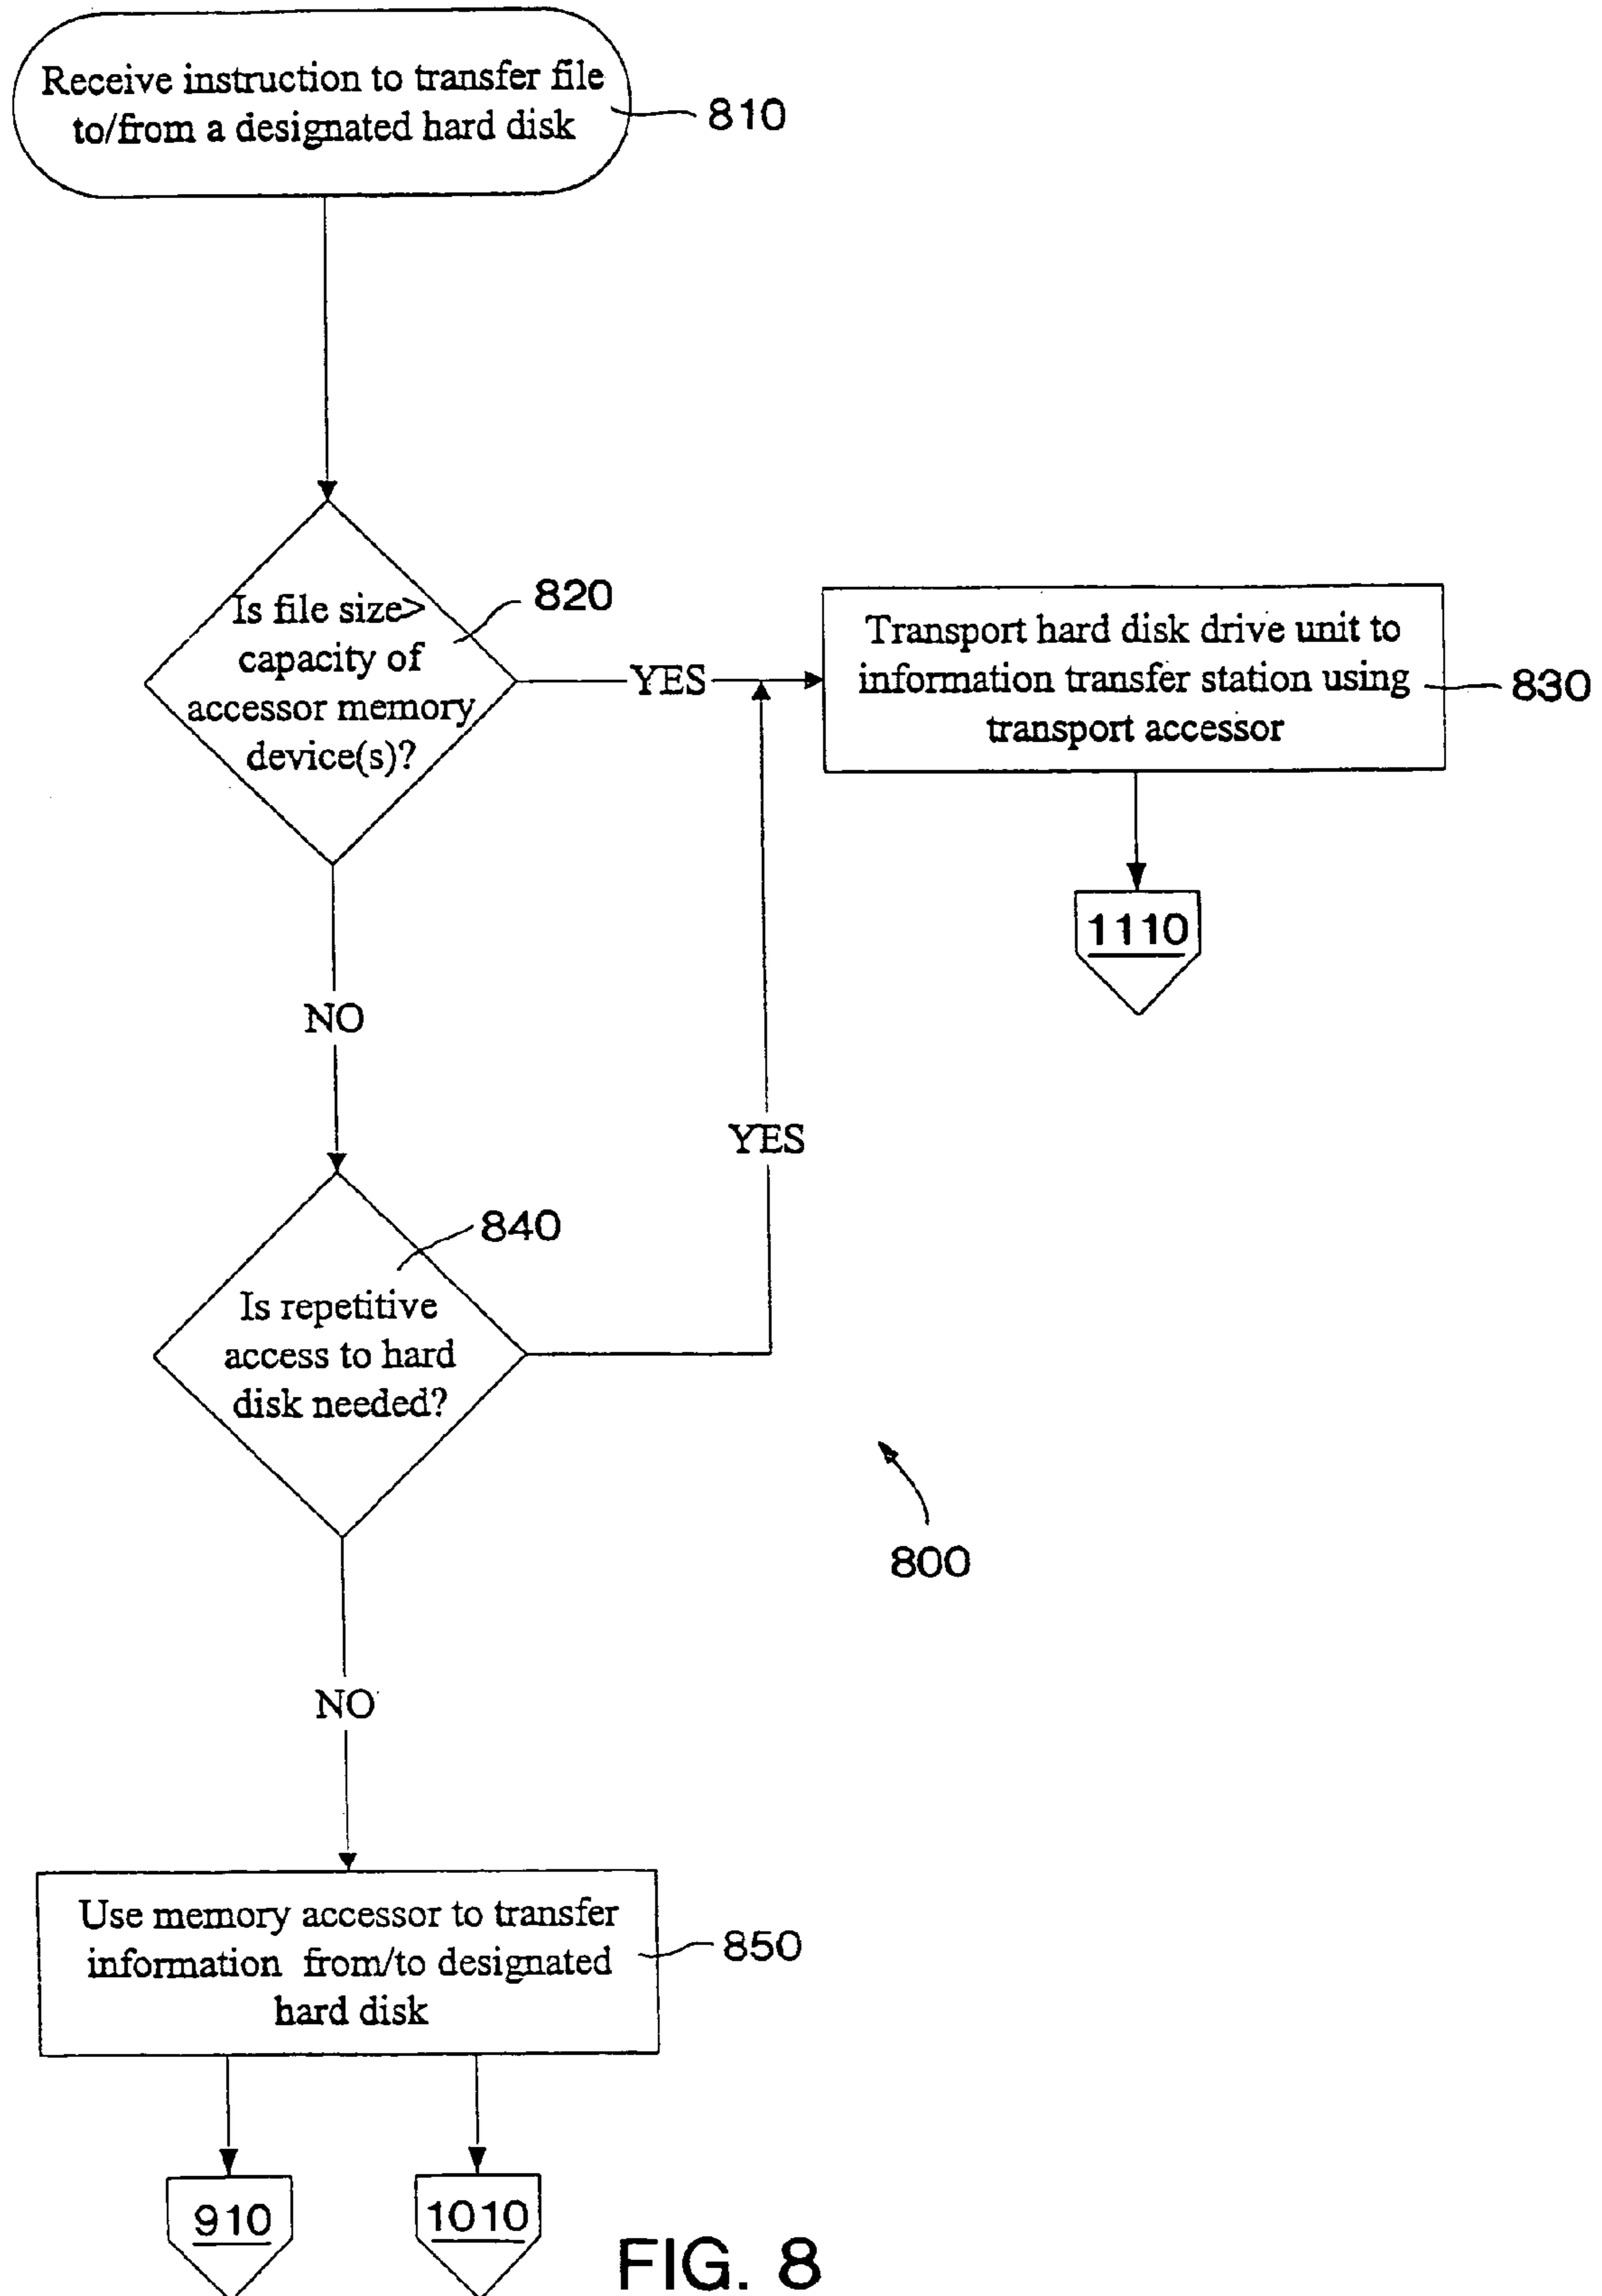 Receive instruction to transfer file
to/from a designated hard disk
810
Is file size>
capacity of
accessor memory
device(s)?
820
YES
Transport hard disk drive unit to
information transfer station using
transport accessor
830
1110
NO
YES
840
Is repetitive
access to hard
disk needed?
800
NO
Use memory accessor to transfer
information from/to designated
hard disk
850
910
1010
FIG. 8